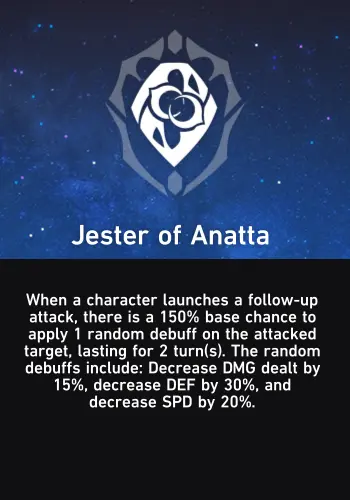 Jester of Anatta
When a character launches a follow-up
attack, there is a 150% base chance to
apply 1 random debuff on the attacked
target, lasting for 2 turn(s). The random
debuffs include: Decrease DMG dealt by
15%, decrease DEF by 30%, and
decrease SPD by 20%.